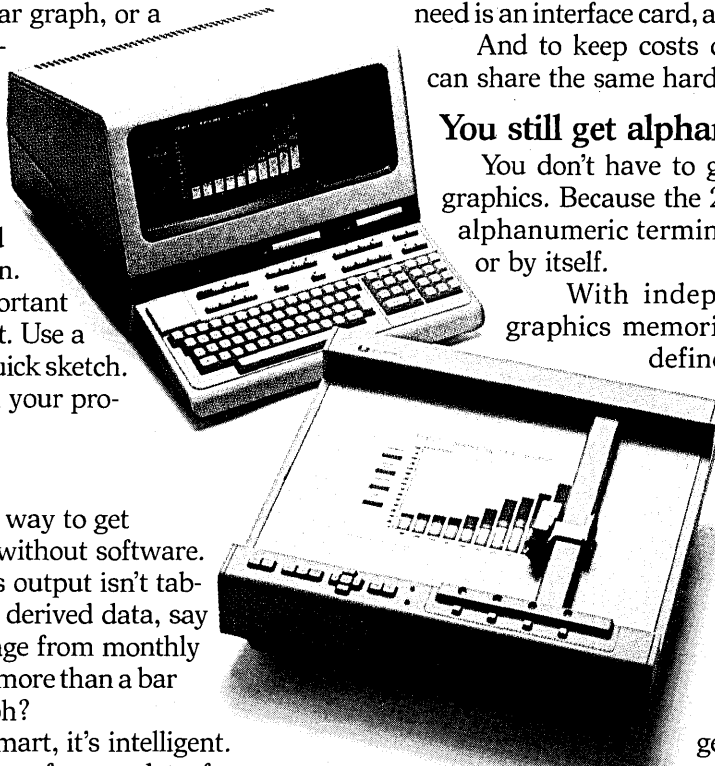 ar graph, or a
-
n.
ortant
t. Use a
uick sketch.
your pro-
way to get
without software.
s output isn't tab-
derived data, say
ge from monthly
more than a bar
h?
mart, it's intelligent.
need is an interface card, a
And to keep costs
can share the same hard
You still get alpha
You don't have to g
graphics. Because the 2
alphanumeric termin
or by itself.
With indep
graphics memori
define
ge